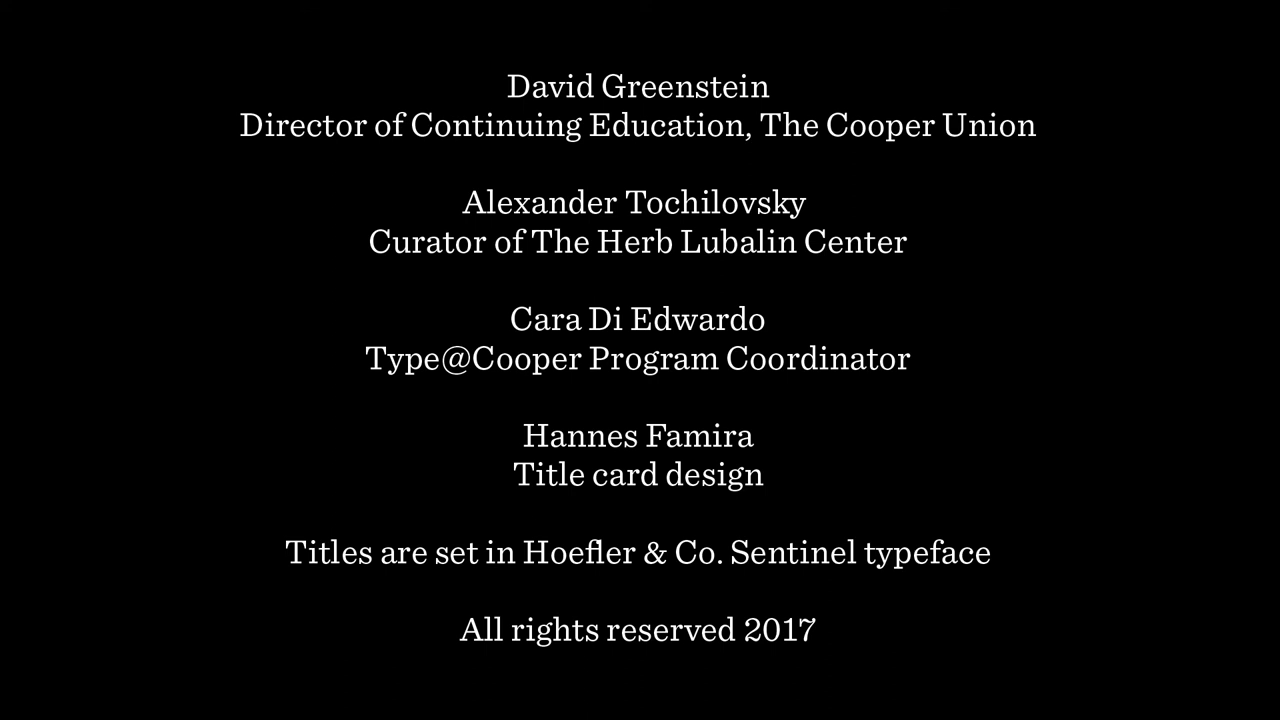 David Greenstein
Director of Continuing Education, The Cooper Union
Alexander Tochilovsky
Curator of The Herb Lubalin Center
Cara Di Edwardo
Type@Cooper Program Coordinator
Hannes Famira
Title card design
Titles are set in Hoefler & Co. Sentinel typeface
All rights reserved 2017